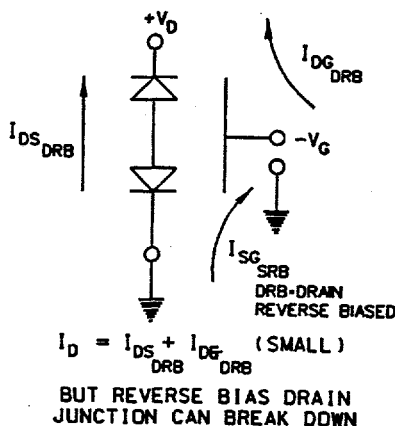 +V_D
I_DG_DRB
I_DS_DRB
-V_G
I_SG_SRB
DRB=DRAIN
REVERSE BIASED
I_D = I_DS_DRB + I_DG_DRB (SMALL)
BUT REVERSE BIAS DRAIN
JUNCTION CAN BREAK DOWN